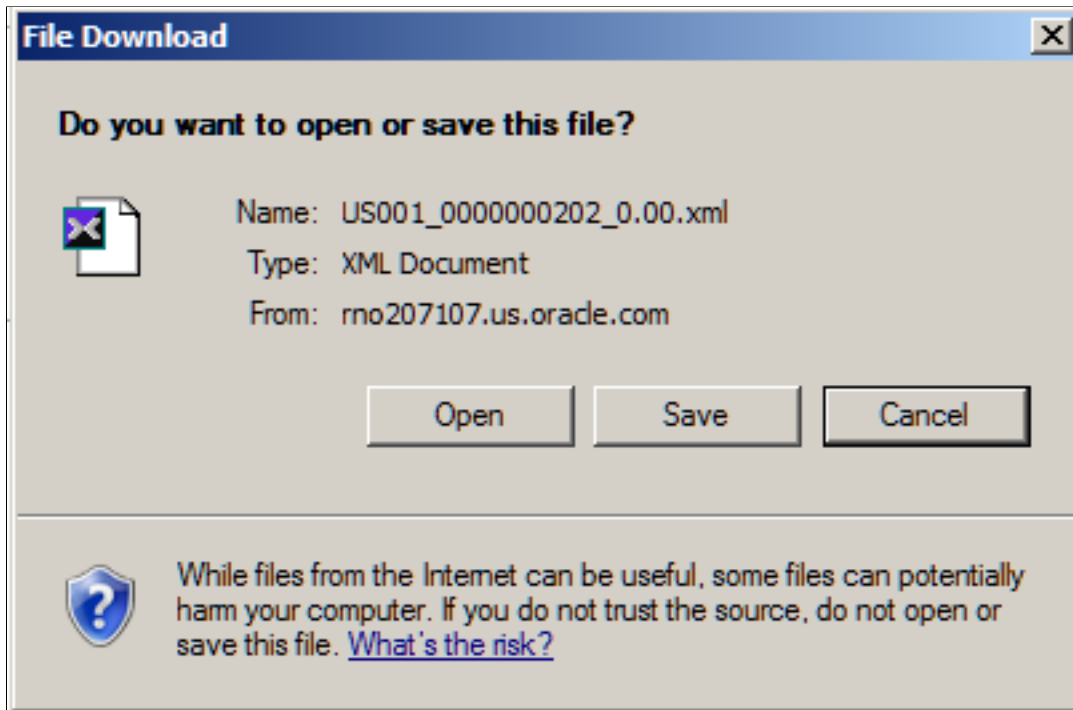 File Download
Do you want to open or save this file?
Name: US001_0000000202_0.00.xml
Type: XML Document
From: rno207107.us.oracle.com
Open Save Cancel
While files from the Internet can be useful, some files can potentially
harm your computer. If you do not trust the source, do not open or
save this file. What's the risk?